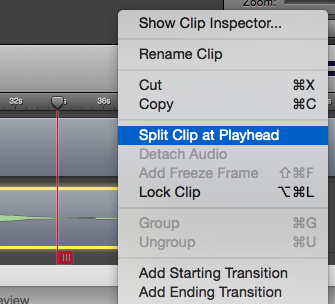 Zoom:
Show Clip Inspector...
Rename Clip
Cut ⌘X
Copy ⌘C
32s 36s
Split Clip at Playhead
Detach Audio
Add Freeze Frame ⇧⌘F
Lock Clip ⌥⌘L
Group ⌘G
Ungroup ⌘U
Add Starting Transition
Add Ending Transition